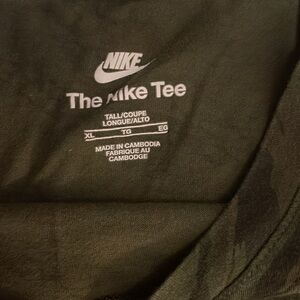 NIKE
The Nike Tee
TALL/COUPE
LONGUE/ALTO
XL TG EG
MADE IN CAMBODIA
FABRIQUE AU
CAMBODGE